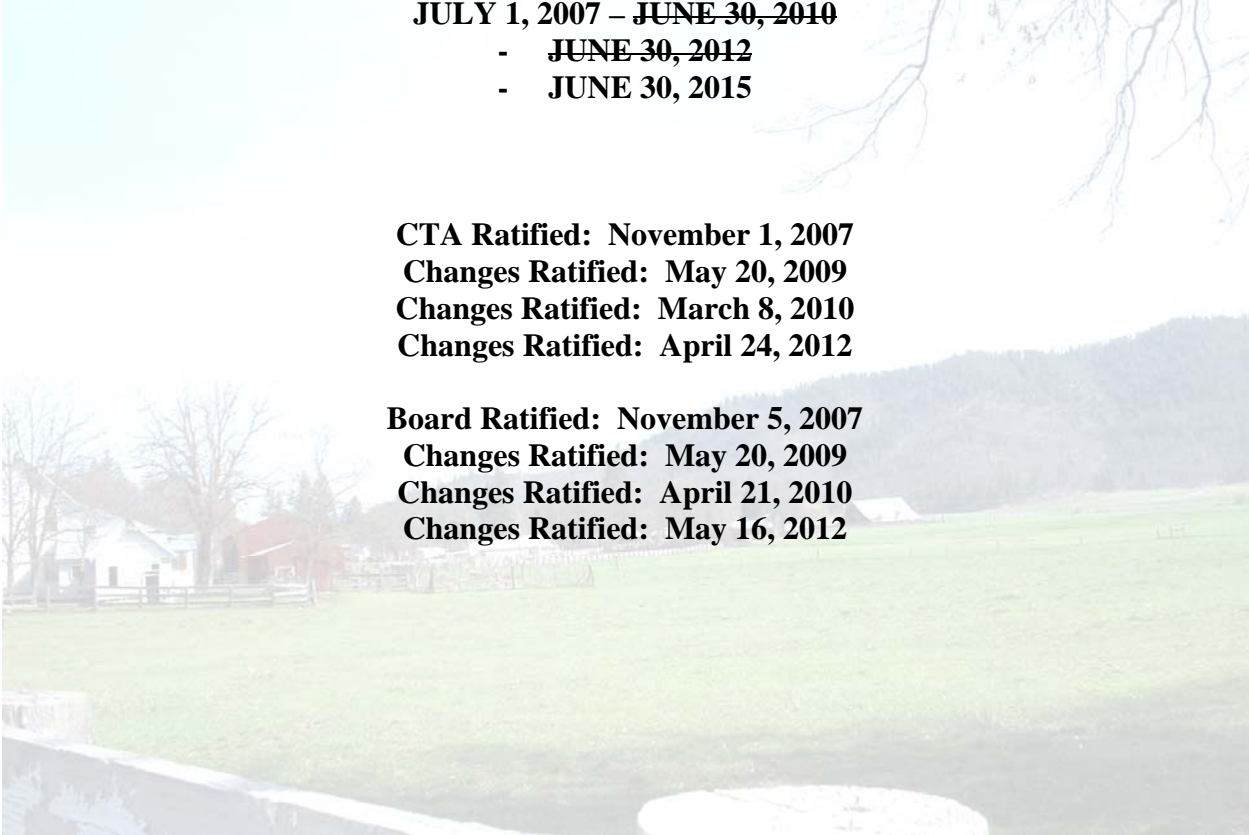 JULY 1, 2007 – JUNE 30, 2010
- JUNE 30, 2012
- JUNE 30, 2015
CTA Ratified: November 1, 2007
Changes Ratified: May 20, 2009
Changes Ratified: March 8, 2010
Changes Ratified: April 24, 2012
Board Ratified: November 5, 2007
Changes Ratified: May 20, 2009
Changes Ratified: April 21, 2010
Changes Ratified: May 16, 2012